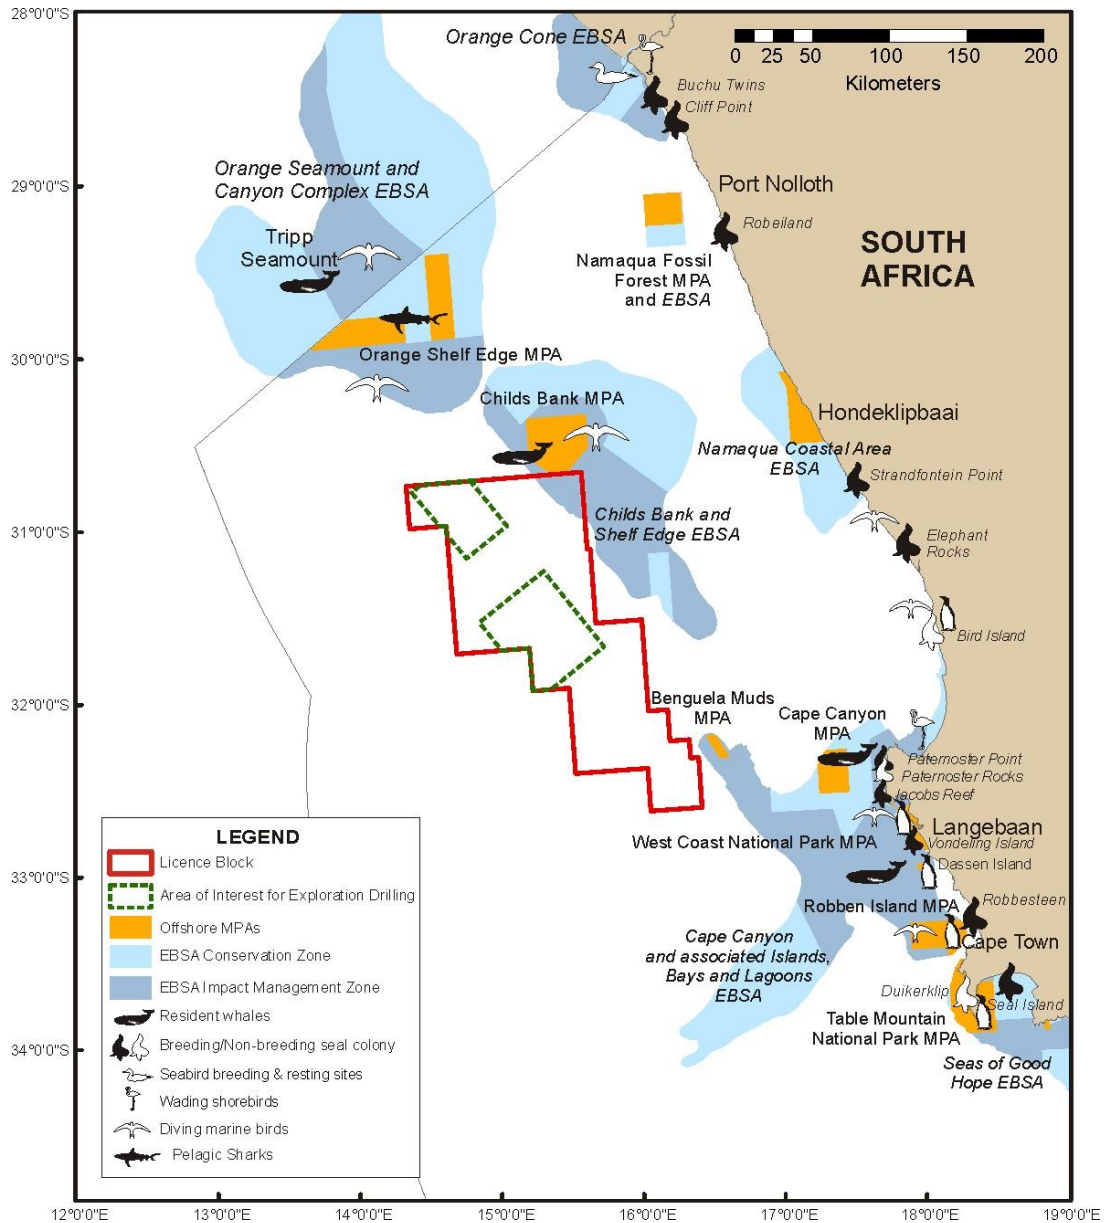 28°0'0"S
29°0'0"S
30°0'0"S
31°0'0"S
32°0'0"S
33°0'0"S
34°0'0"S
12°0'0"E
13°0'0"E
14°0'0"E
15°0'0"E
16°0'0"E
17°0'0"E
18°0'0"E
19°0'0"E
0 25 50 100 150 200
Kilometers
Orange Cone EBSA
Buchu Twins
Cliff Point
Orange Seamount and
Canyon Complex EBSA
Port Nolloth
Robeiland
Tripp
Seamount
SOUTH
AFRICA
Namaqua Fossil
Forest MPA
and EBSA
Orange Shelf Edge MPA
Childs Bank MPA
Hondeklipbaai
Namaqua Coastal Area
EBSA
Strandfontein Point
Childs Bank and
Shelf Edge EBSA
Elephant
Rocks
Bird Island
Benguela Muds
MPA
Cape Canyon
MPA
Paternoster Point
Paternoster Rocks
Jacobs Reef
Langebaan
West Coast National Park MPA
Vondeling Island
Dassen Island
Robben Island MPA
Robbesteen
Cape Town
Cape Canyon
and associated Islands,
Bays and Lagoons
EBSA
Duikerklip
Seal Island
Table Mountain
National Park MPA
Seas of Good
Hope EBSA
LEGEND
Licence Block
Area of Interest for Exploration Drilling
Offshore MPAs
EBSA Conservation Zone
EBSA Impact Management Zone
Resident whales
Breeding/Non-breeding seal colony
Seabird breeding & resting sites
Wading shorebirds
Diving marine birds
Pelagic Sharks